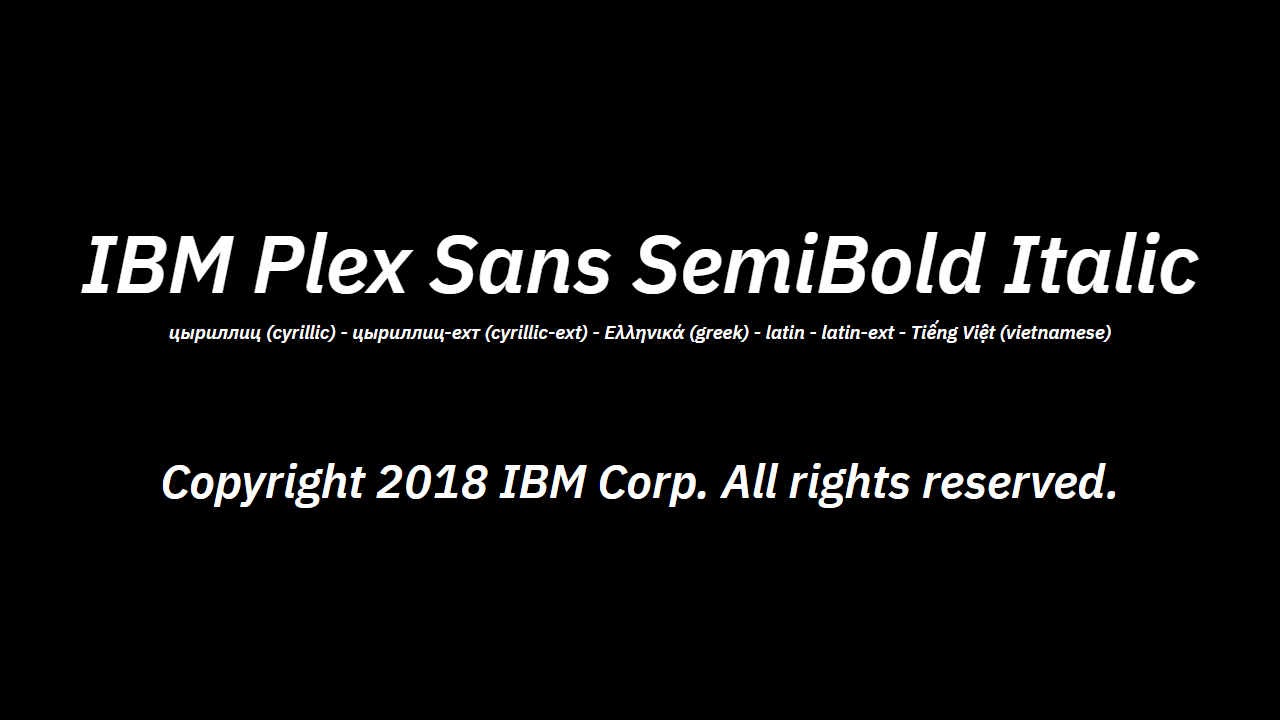 IBM Plex Sans SemiBold Italic
цыриллиц (cyrillic) - цыриллиц-ехт (cyrillic-ext) - Ελληνικά (greek) - latin - latin-ext - Tiếng Việt (vietnamese)
Copyright 2018 IBM Corp. All rights reserved.